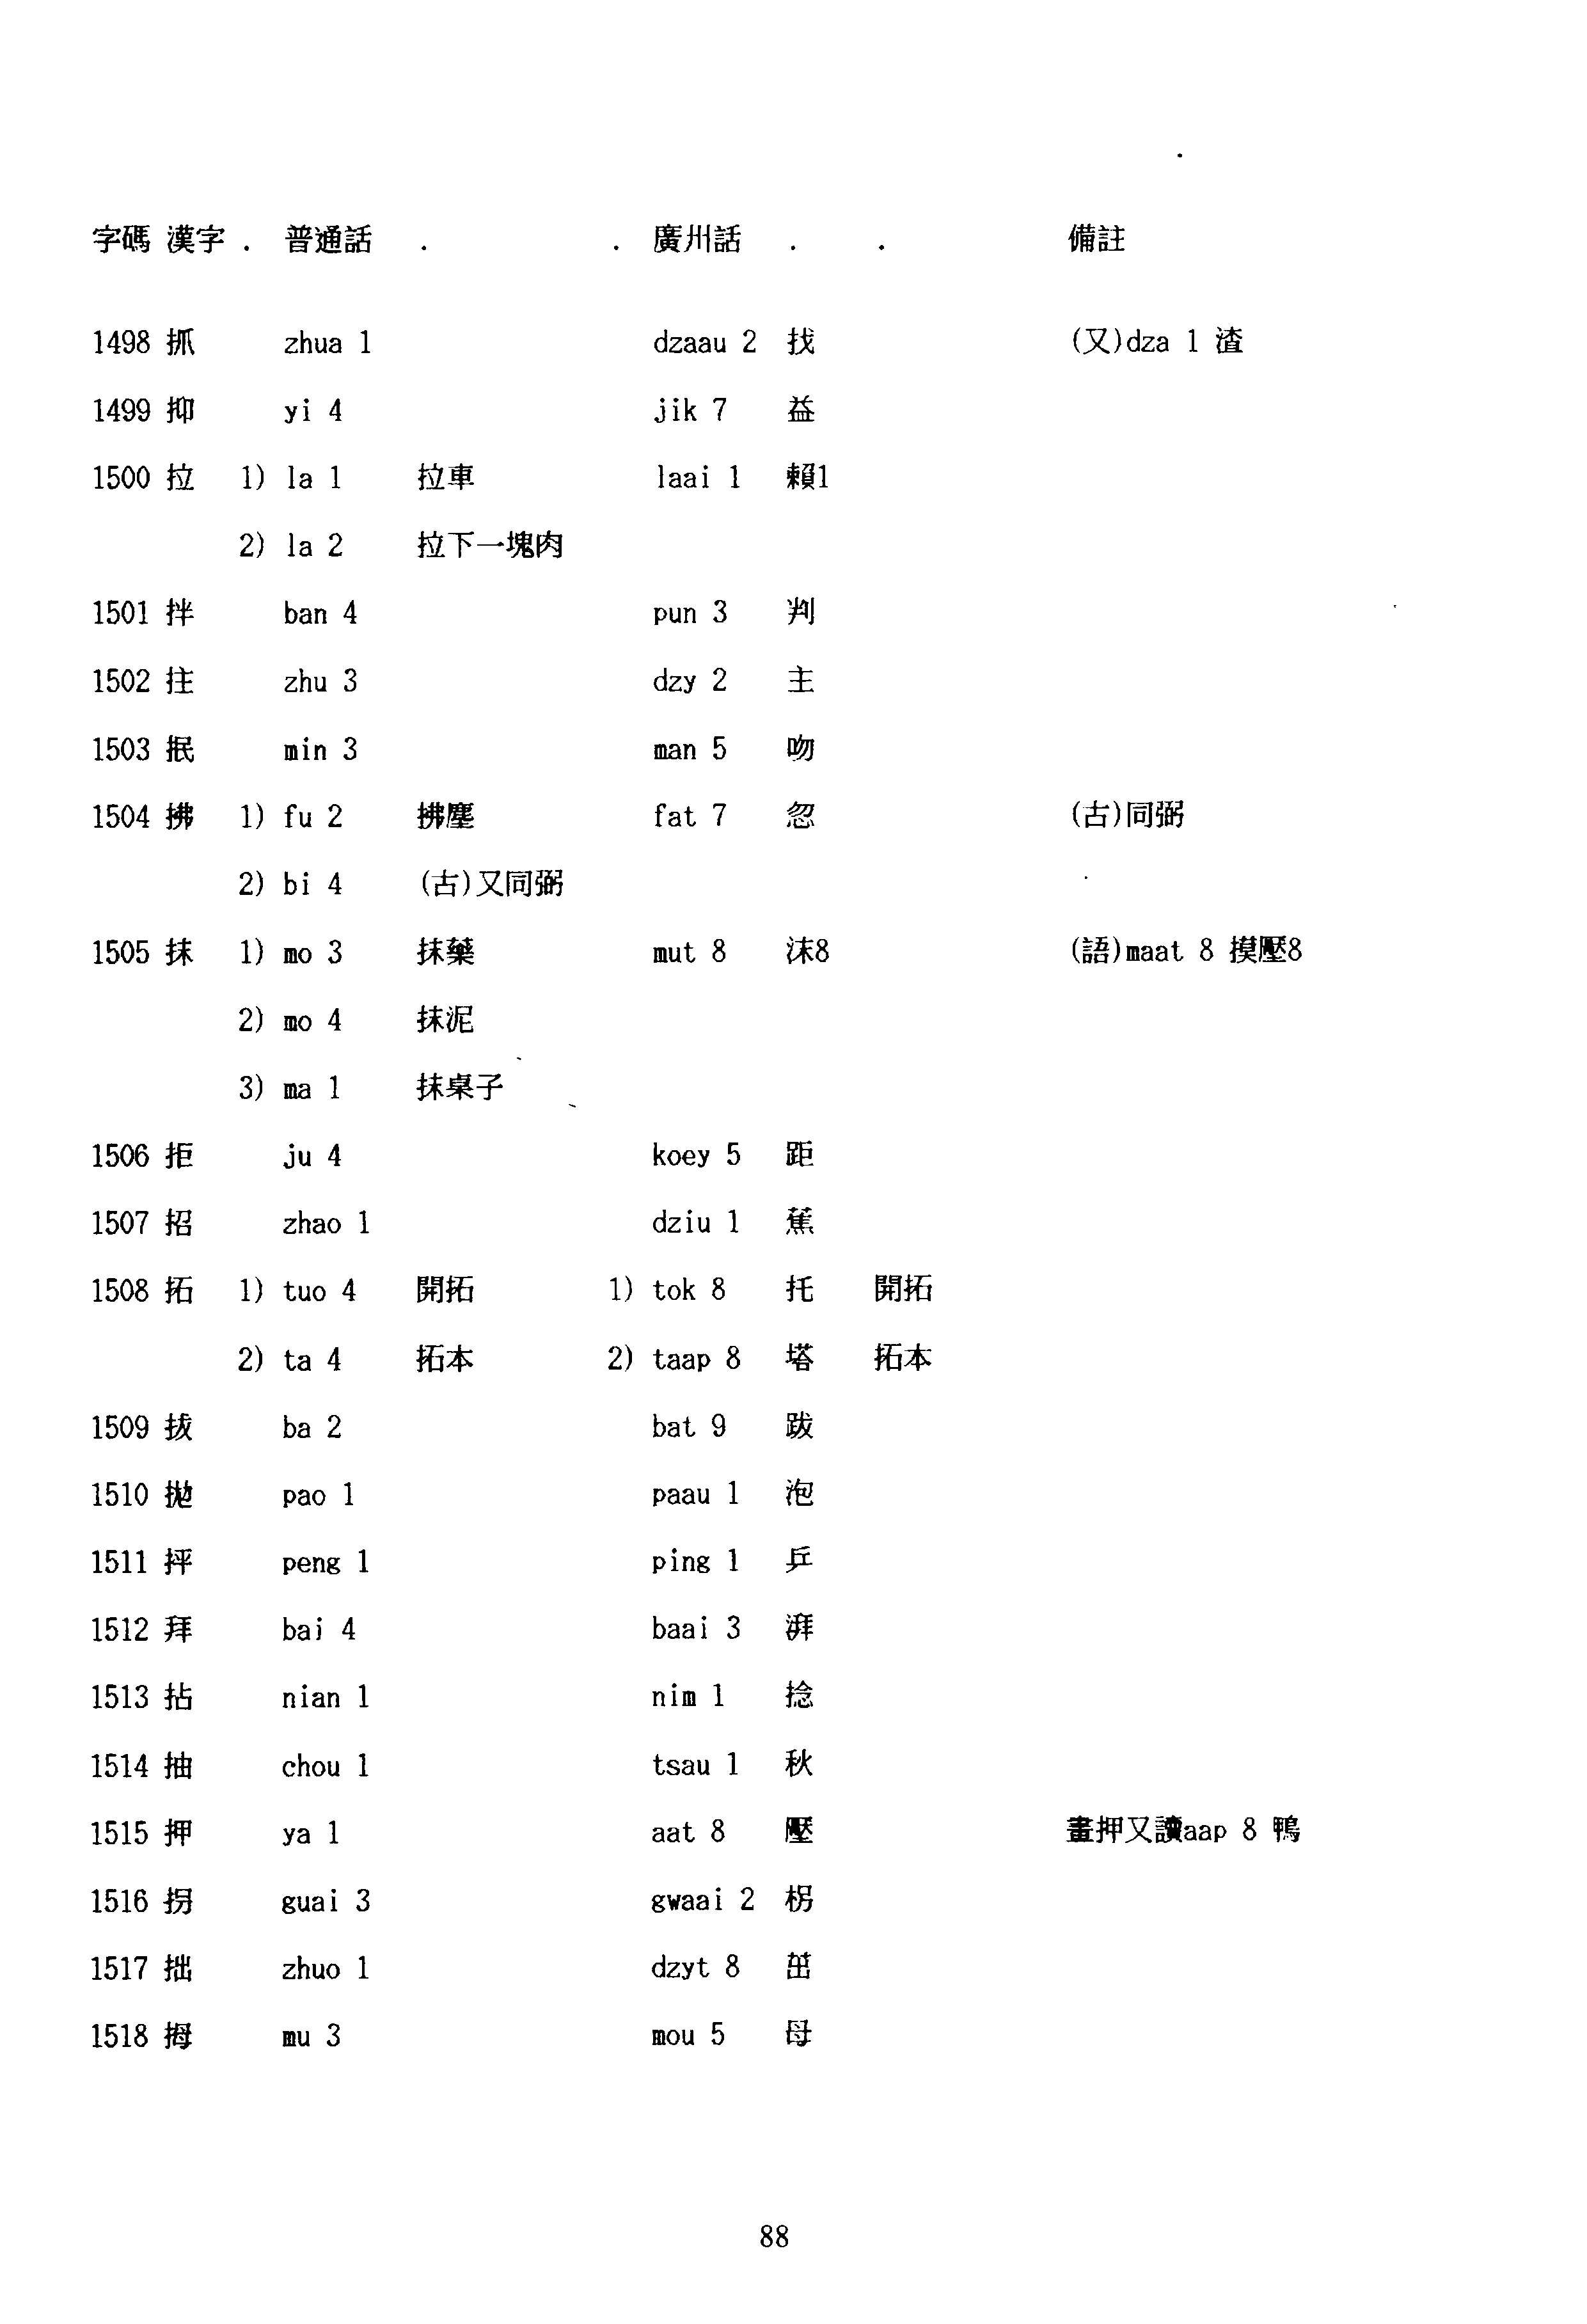 字碼 漢字 . 普通話 . . 廣州話 . . 備註
1498 抓 zhua 1 dzaau 2 找 (又)dza 1 渣
1499 抑 yi 4 jik 7 益
1500 拉 1) la 1 拉車 laai 1 賴1
2) la 2 拉下一塊肉
1501 拌 ban 4 pun 3 判
1502 拄 zhu 3 dzy 2 主
1503 抿 min 3 man 5 吻
1504 拂 1) fu 2 拂塵 fat 7 忽 (古)同弼
2) bi 4 (古)又同弼
1505 抹 1) mo 3 抹藥 mut 8 沫8 (語)maat 8 摸壓8
2) mo 4 抹泥
3) ma 1 抹桌子
1506 拒 ju 4 koey 5 距
1507 招 zhao 1 dziu 1 蕉
1508 拓 1) tuo 4 開拓 1) tok 8 托 開拓
2) ta 4 拓本 2) taap 8 塔 拓本
1509 拔 ba 2 bat 9 跋
1510 拋 pao 1 paau 1 泡
1511 抨 peng 1 ping 1 乒
1512 拜 bai 4 baai 3 湃
1513 拈 nian 1 nim 1 捻
1514 抽 chou 1 tsau 1 秋
1515 押 ya 1 aat 8 壓 畫押又讀aap 8 鴨
1516 拐 guai 3 gwaai 2 枴
1517 拙 zhuo 1 dzyt 8 茁
1518 拇 mu 3 mou 5 母
88